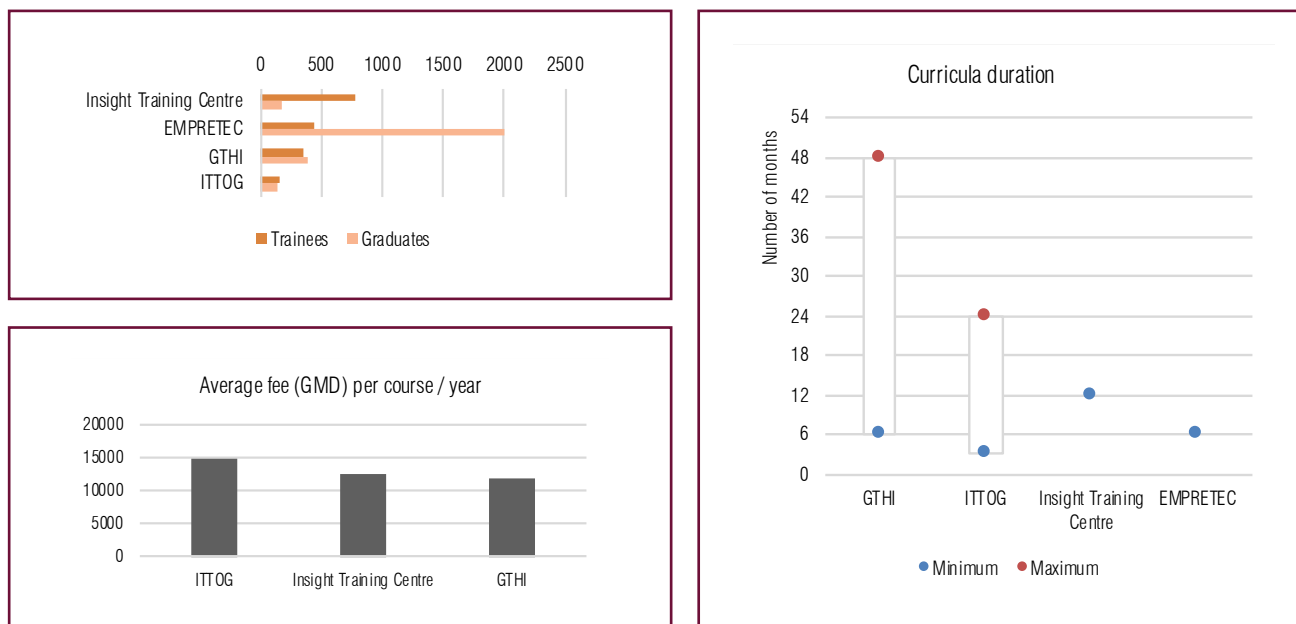 0 500 1000 1500 2000 2500
Insight Training Centre
EMPRETEC
GTHI
ITTOG
Trainees Graduates
Average fee (GMD) per course / year
20000
15000
10000
5000
0
ITTOG Insight Training Centre GTHI
Curricula duration
Number of months
54
48
42
36
30
24
18
12
6
0
GTHI ITTOG Insight Training EMPRETEC
Centre
Minimum Maximum